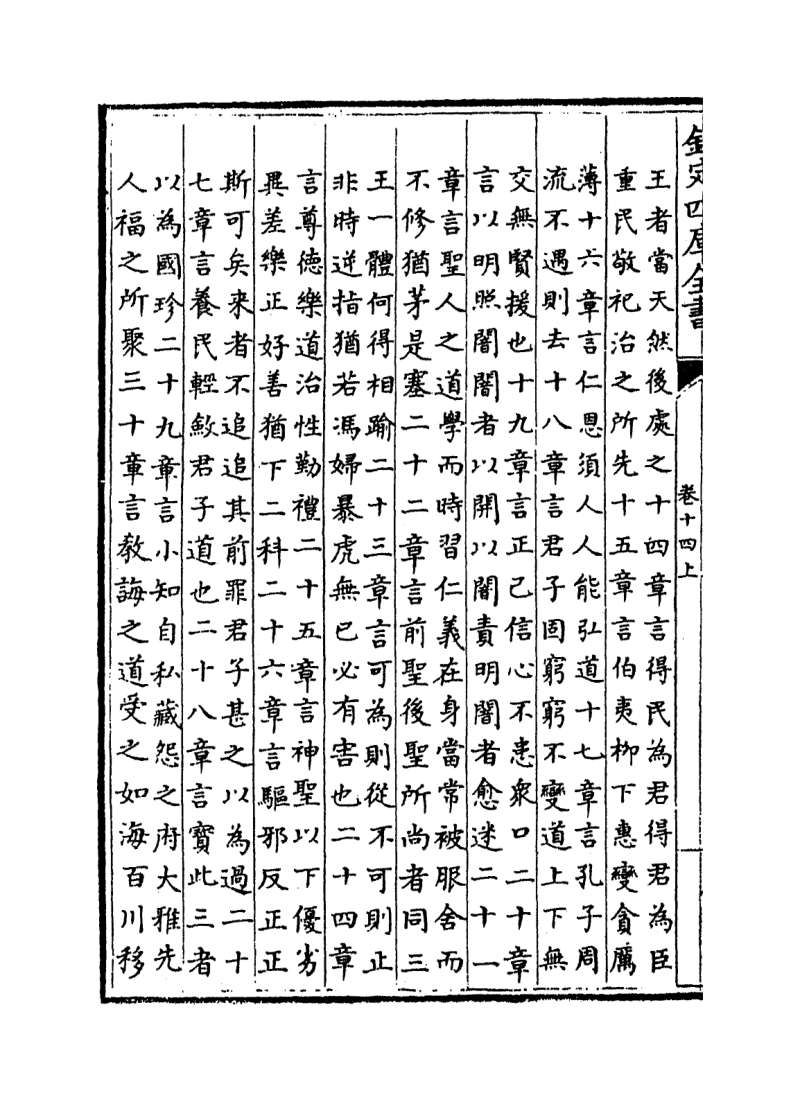 欽定四庫全書
卷十四上
王者當天然後處之十四章言得民為君得君為臣
重民敬祀治之所先十五章言伯夷栁下惠變貪厲
薄十六章言仁恩須人人能弘道十七章言孔子周
流不遇則去十八章言君子固窮窮不變道上下無
交無賢援也十九章言正己信心不患衆口二十章
言以明照闇闇者以開以闇責明闇者愈迷二十一
章言聖人之道學而時習仁義在身當常被服舍而
不修猶茅是塞二十二章言前聖後聖所尚者同三
王一體何得相踰二十三章言可為則從不可則止
非時逆指猶若馮婦暴虎無已必有害也二十四章
言尊德樂道治性勤禮二十五章言神聖以下優劣
異差樂正好善猶下二科二十六章言驅邪反正正
斯可矣来者不追追其前罪君子甚之以為過二十
七章言養民輕斂君子道也二十八章言寶此三者
以為國珍二十九章言小知自私藏怨之府大雅先
人福之所聚三十章言教誨之道受之如海百川移